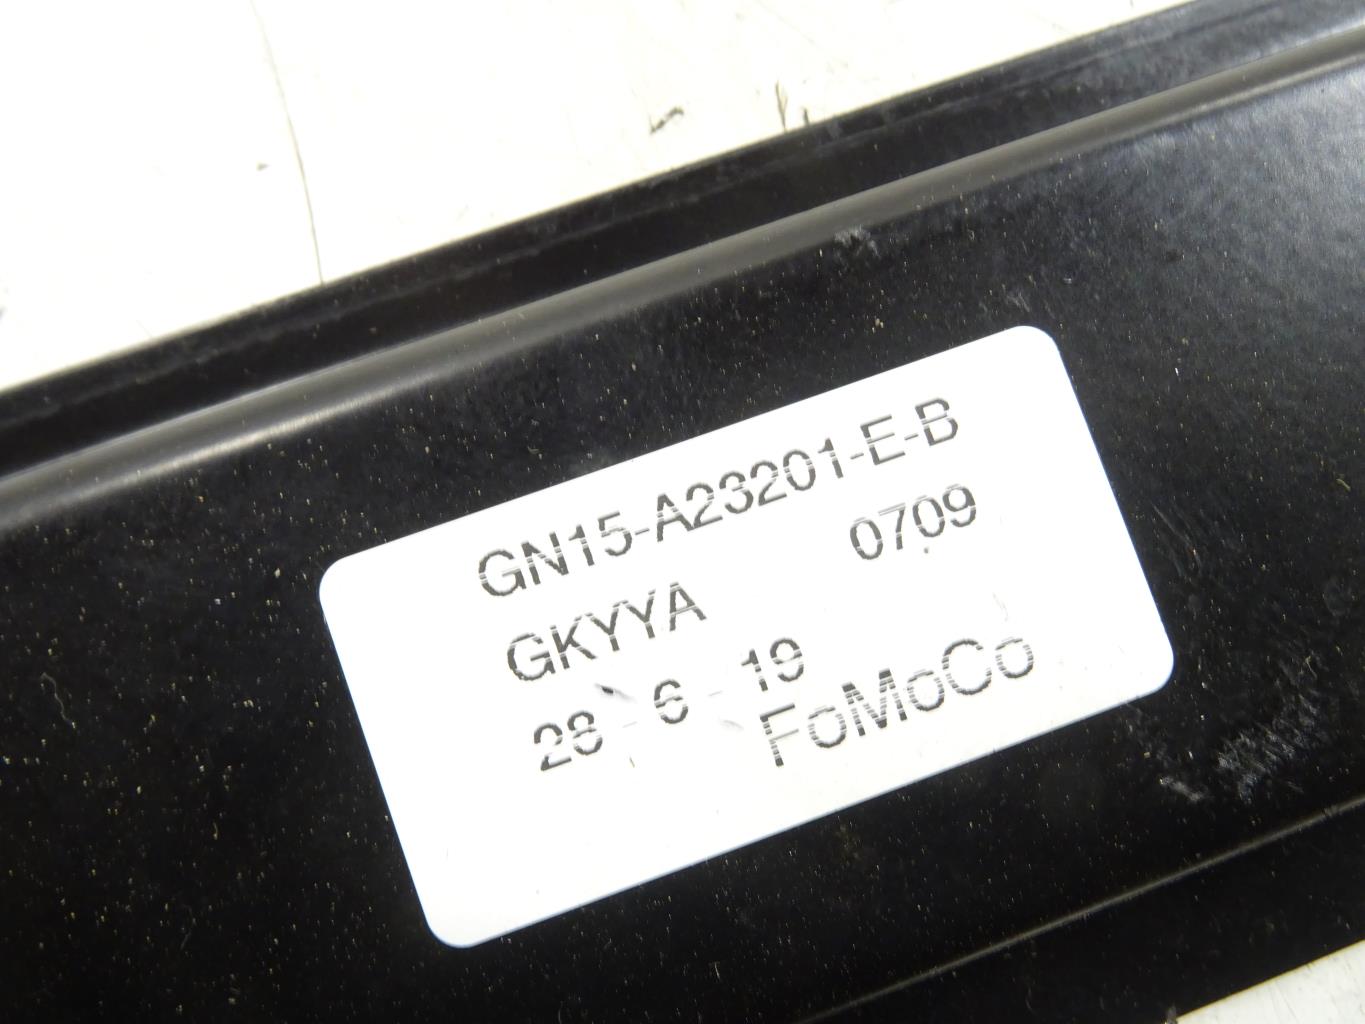 GN15-A23201-E-B
GKYYA 0709
28 - 6 - 19
FoMoCo